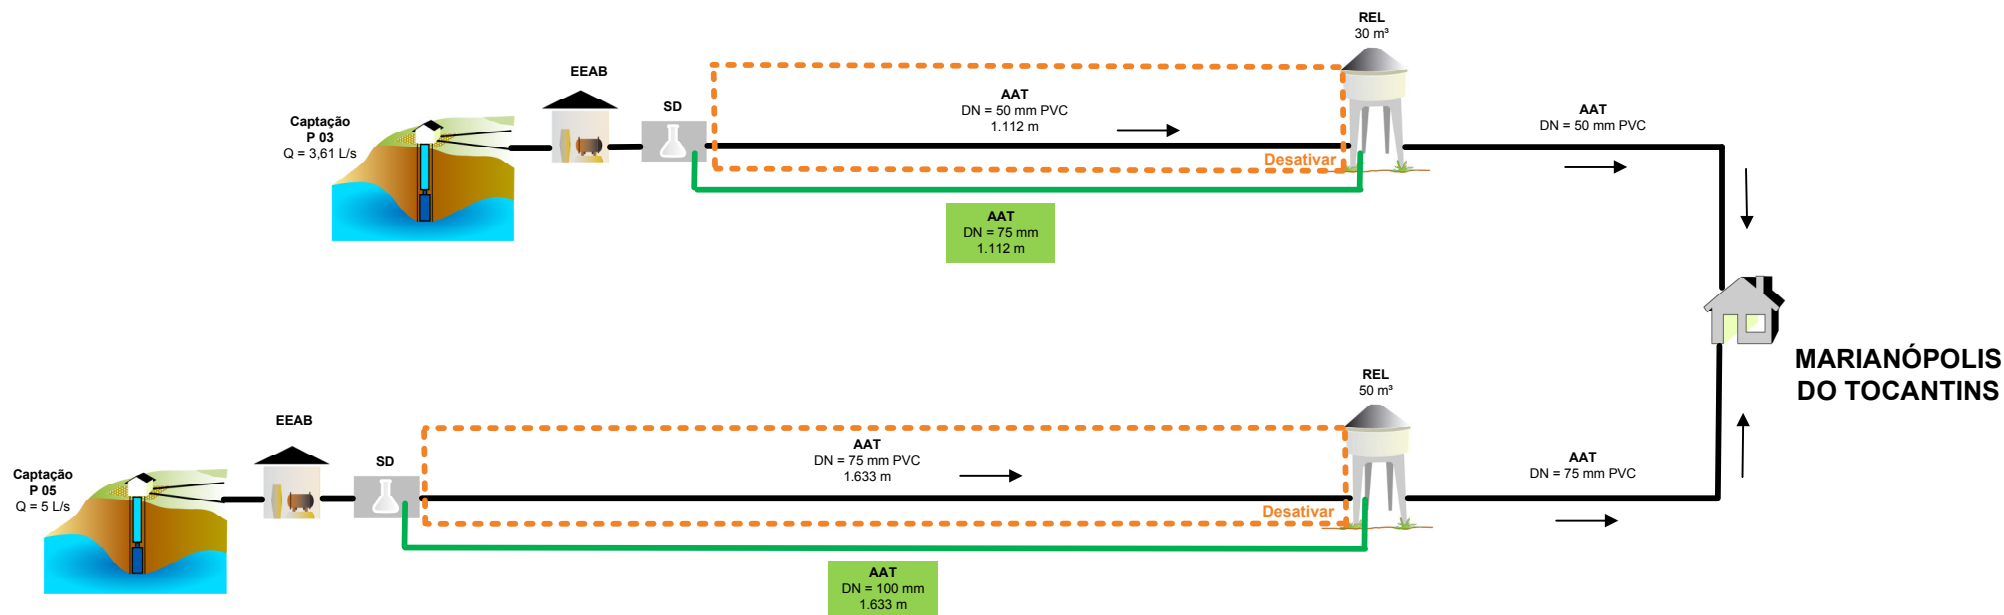 REL
30 m³
EEAB
SD
AAT
DN = 50 mm PVC
1.112 m
Captação
P 03
Q = 3,61 L/s
AAT
DN = 50 mm PVC
Desativar
AAT
DN = 75 mm
1.112 m
MARIANÓPOLIS
DO TOCANTINS
REL
50 m³
EEAB
SD
AAT
DN = 75 mm PVC
1.633 m
Captação
P 05
Q = 5 L/s
AAT
DN = 75 mm PVC
Desativar
AAT
DN = 100 mm
1.633 m